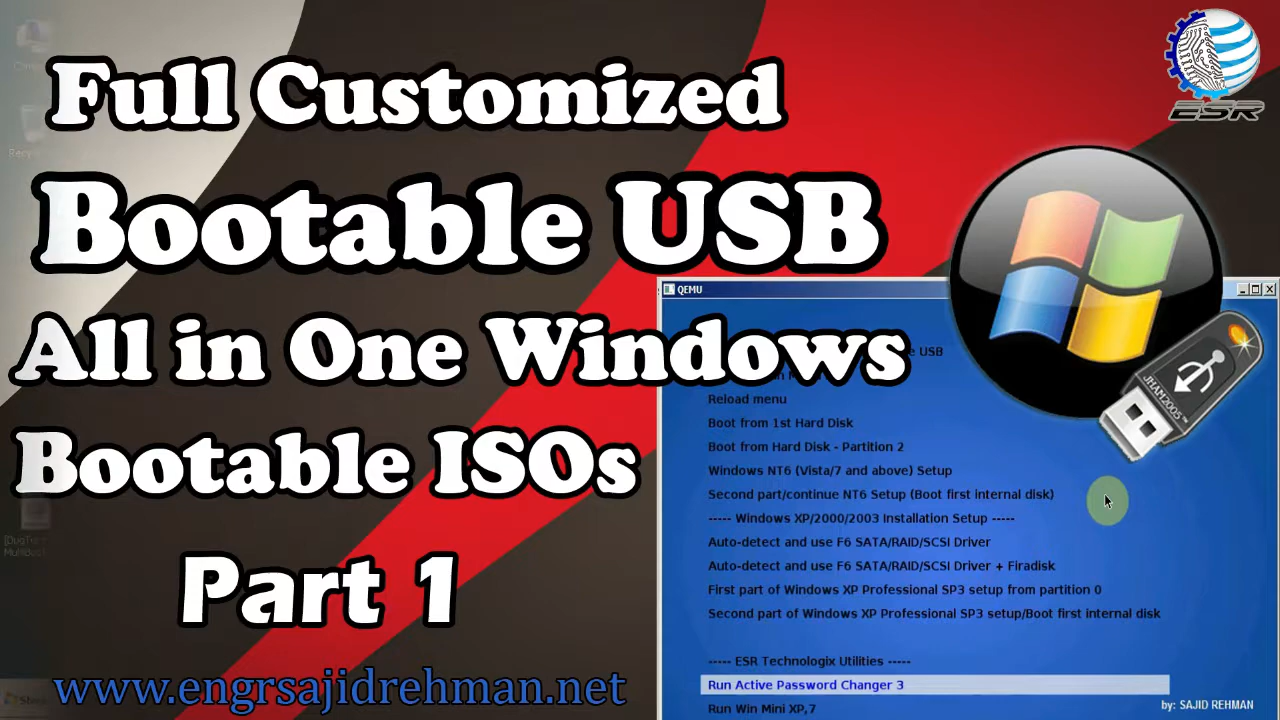 Full Customized
Bootable USB
All in One Windows
Bootable ISOs
Part 1
www.engrsajidrehman.net
ESR
JHAM2005™
QEMU
USB
Reload menu
Boot from 1st Hard Disk
Boot from Hard Disk - Partition 2
Windows NT6 (Vista/7 and above) Setup
Second part/continue NT6 Setup (Boot first internal disk)
----- Windows XP/2000/2003 Installation Setup -----
Auto-detect and use F6 SATA/RAID/SCSI Driver
Auto-detect and use F6 SATA/RAID/SCSI Driver + Firadisk
First part of Windows XP Professional SP3 setup from partition 0
Second part of Windows XP Professional SP3 setup/Boot first internal disk
----- ESR Technologix Utilities -----
Run Active Password Changer 3
Run Win Mini XP,7
by: SAJID REHMAN